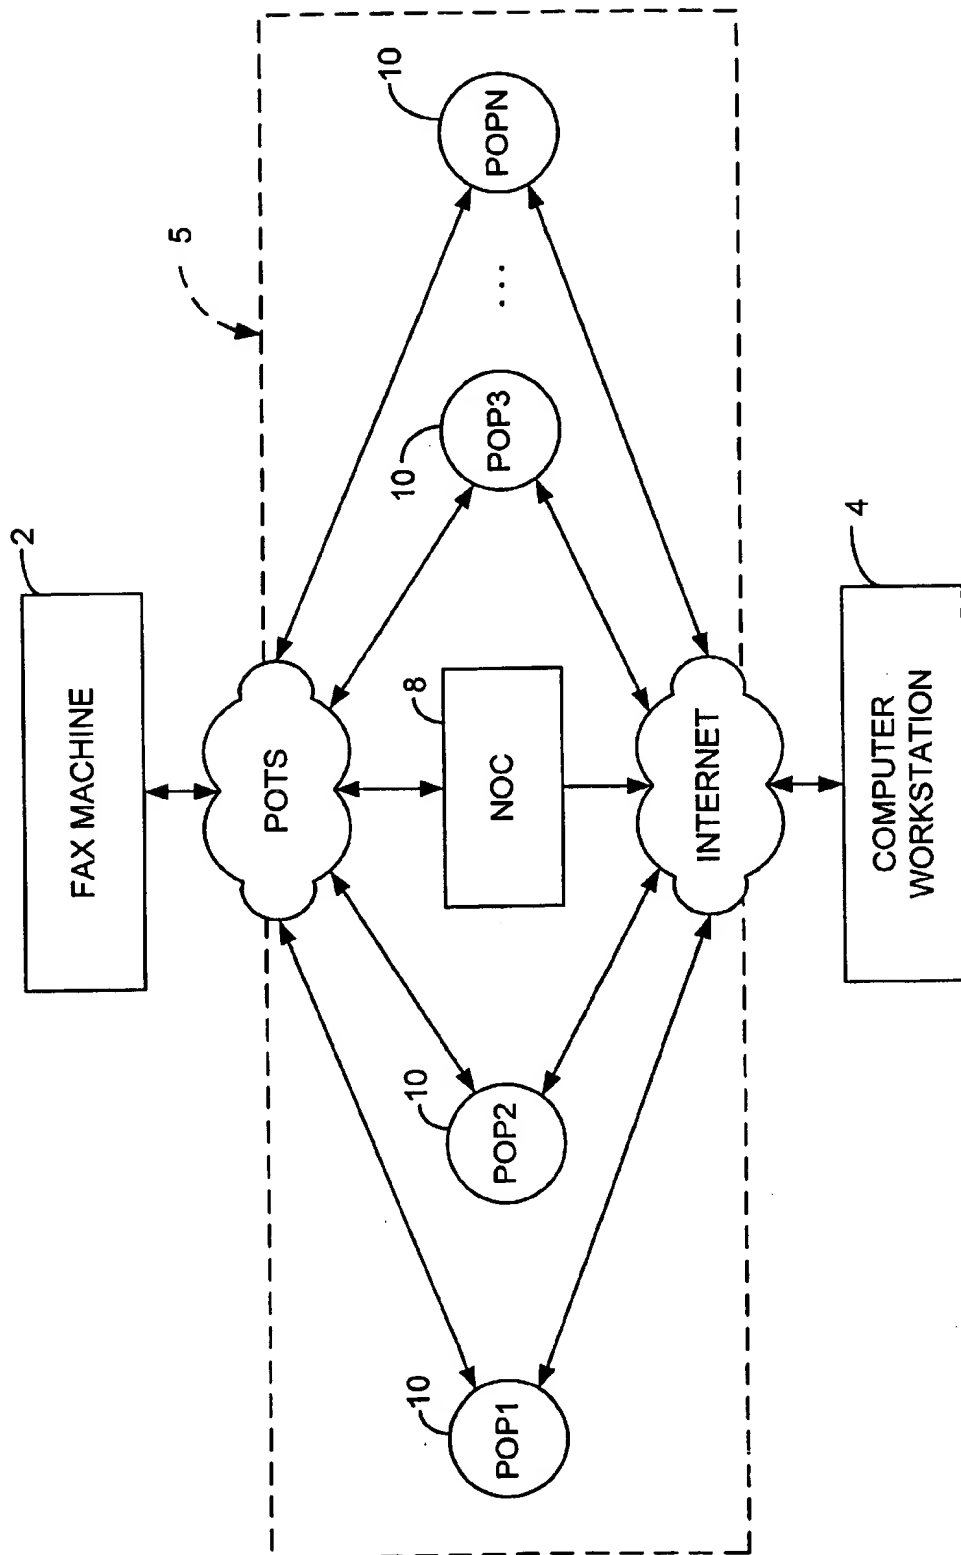 FAX MACHINE
2
5
POTS
10
POP1
10
POP2
8
NOC
10
POP3
...
10
POPN
INTERNET
4
COMPUTER
WORKSTATION